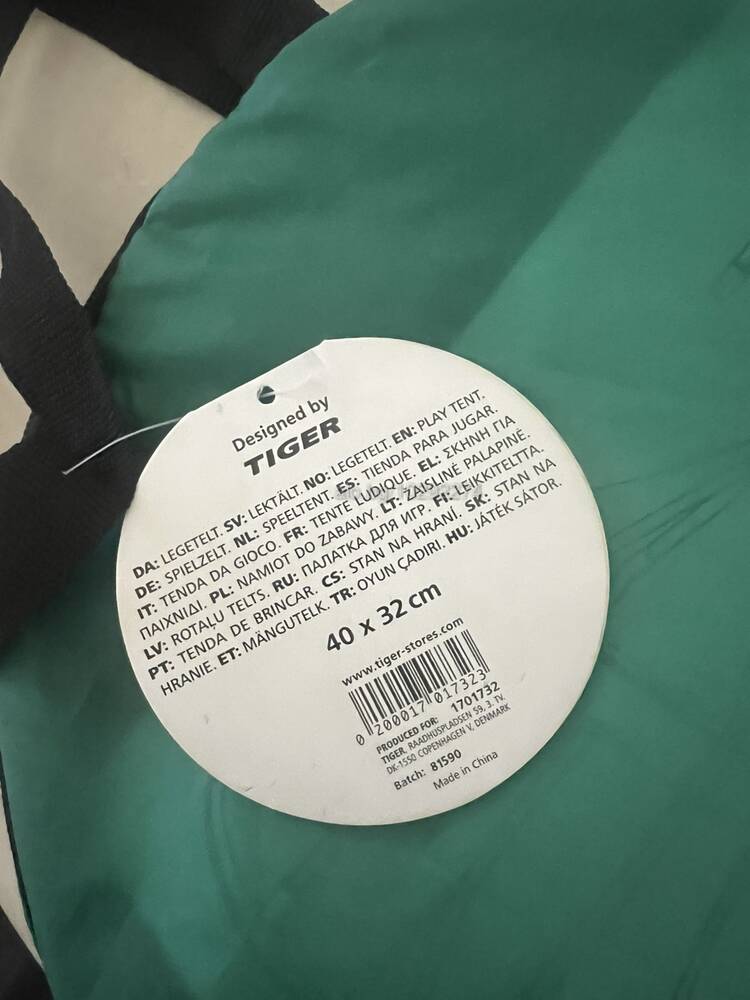 Designed by
TIGER
DA: LEGETELT. SV: LEKTÄLT. NO: LEGETELT. EN: PLAY TENT.
DE: SPIELZELT. NL: SPEELTENT. ES: TIENDA PARA JUGAR.
IT: TENDA DA GIOCO. FR: TENTE LUDIQUE. EL: ΣΚΗΝΗ ΓΙΑ
ΠΑΙΧΝΙΔΙ. PL: NAMIOT DO ZABAWY. LT: ŽAISLINĖ PALAPINĖ.
LV: ROTAĻU TELTS. RU: ПАЛАТКА ДЛЯ ИГР. FI: LEIKKITELTTA.
PT: TENDA DE BRINCAR. CS: STAN NA HRANÍ. SK: STAN NA
HRANIE. ET: MÄNGUTELK. TR: OYUN ÇADIRI. HU: JÁTÉK SÁTOR.
40 x 32 cm
www.tiger-stores.com
0 200017 017323
PRODUCED FOR: 1701732
TIGER, RAADHUSPLADSEN 59, 3. TV.
DK-1550 COPENHAGEN V, DENMARK
Batch: 81590
Made in China